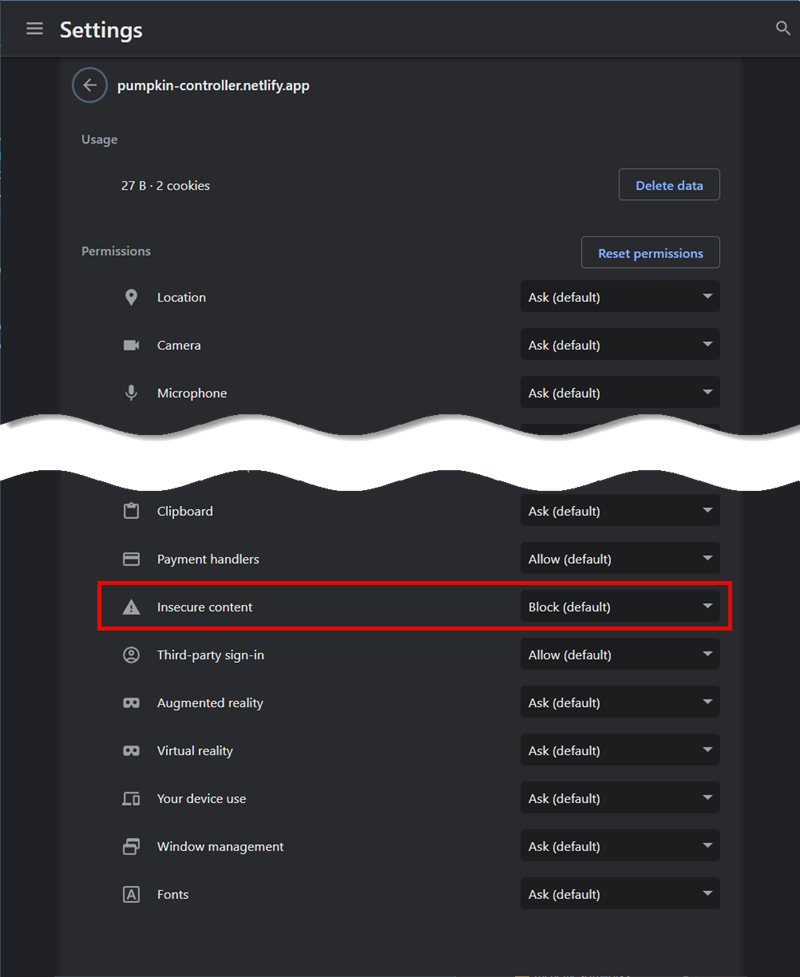 Settings
pumpkin-controller.netlify.app
Usage
27 B · 2 cookies
Delete data
Permissions
Reset permissions
Location
Ask (default)
Camera
Ask (default)
Microphone
Ask (default)
Clipboard
Ask (default)
Payment handlers
Allow (default)
Insecure content
Block (default)
Third-party sign-in
Allow (default)
Augmented reality
Ask (default)
Virtual reality
Ask (default)
Your device use
Ask (default)
Window management
Ask (default)
Fonts
Ask (default)